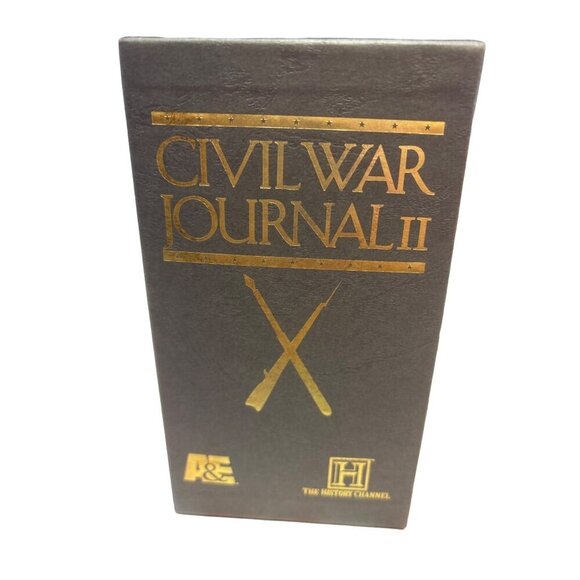 CIVIL WAR
JOURNAL II
A&E
H
THE HISTORY CHANNEL